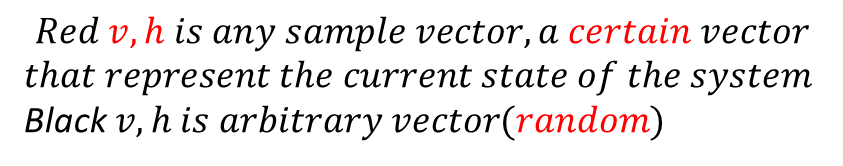 Red v, h is any sample vector, a certain vector
that represent the current state of the system
Black v, h is arbitrary vector(random)